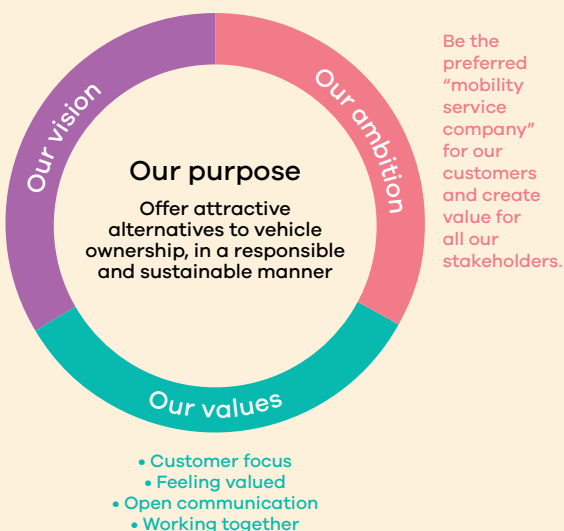 Our vision
Our ambition
Be the
preferred
“mobility
service
company”
for our
customers
and create
value for
all our
stakeholders.
Our purpose
Offer attractive
alternatives to vehicle
ownership, in a responsible
and sustainable manner
Our values
• Customer focus
• Feeling valued
• Open communication
• Working together